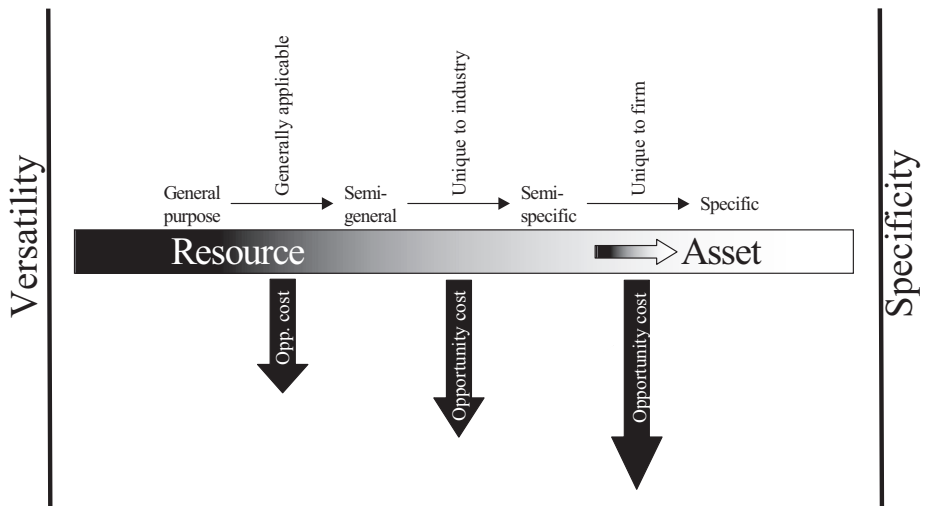 Versatility
Generally applicable
Unique to industry
Unique to firm
General
purpose
Semi-
general
Semi-
specific
Specific
Resource
Asset
Opp. cost
Opportunity cost
Opportunity cost
Specificity